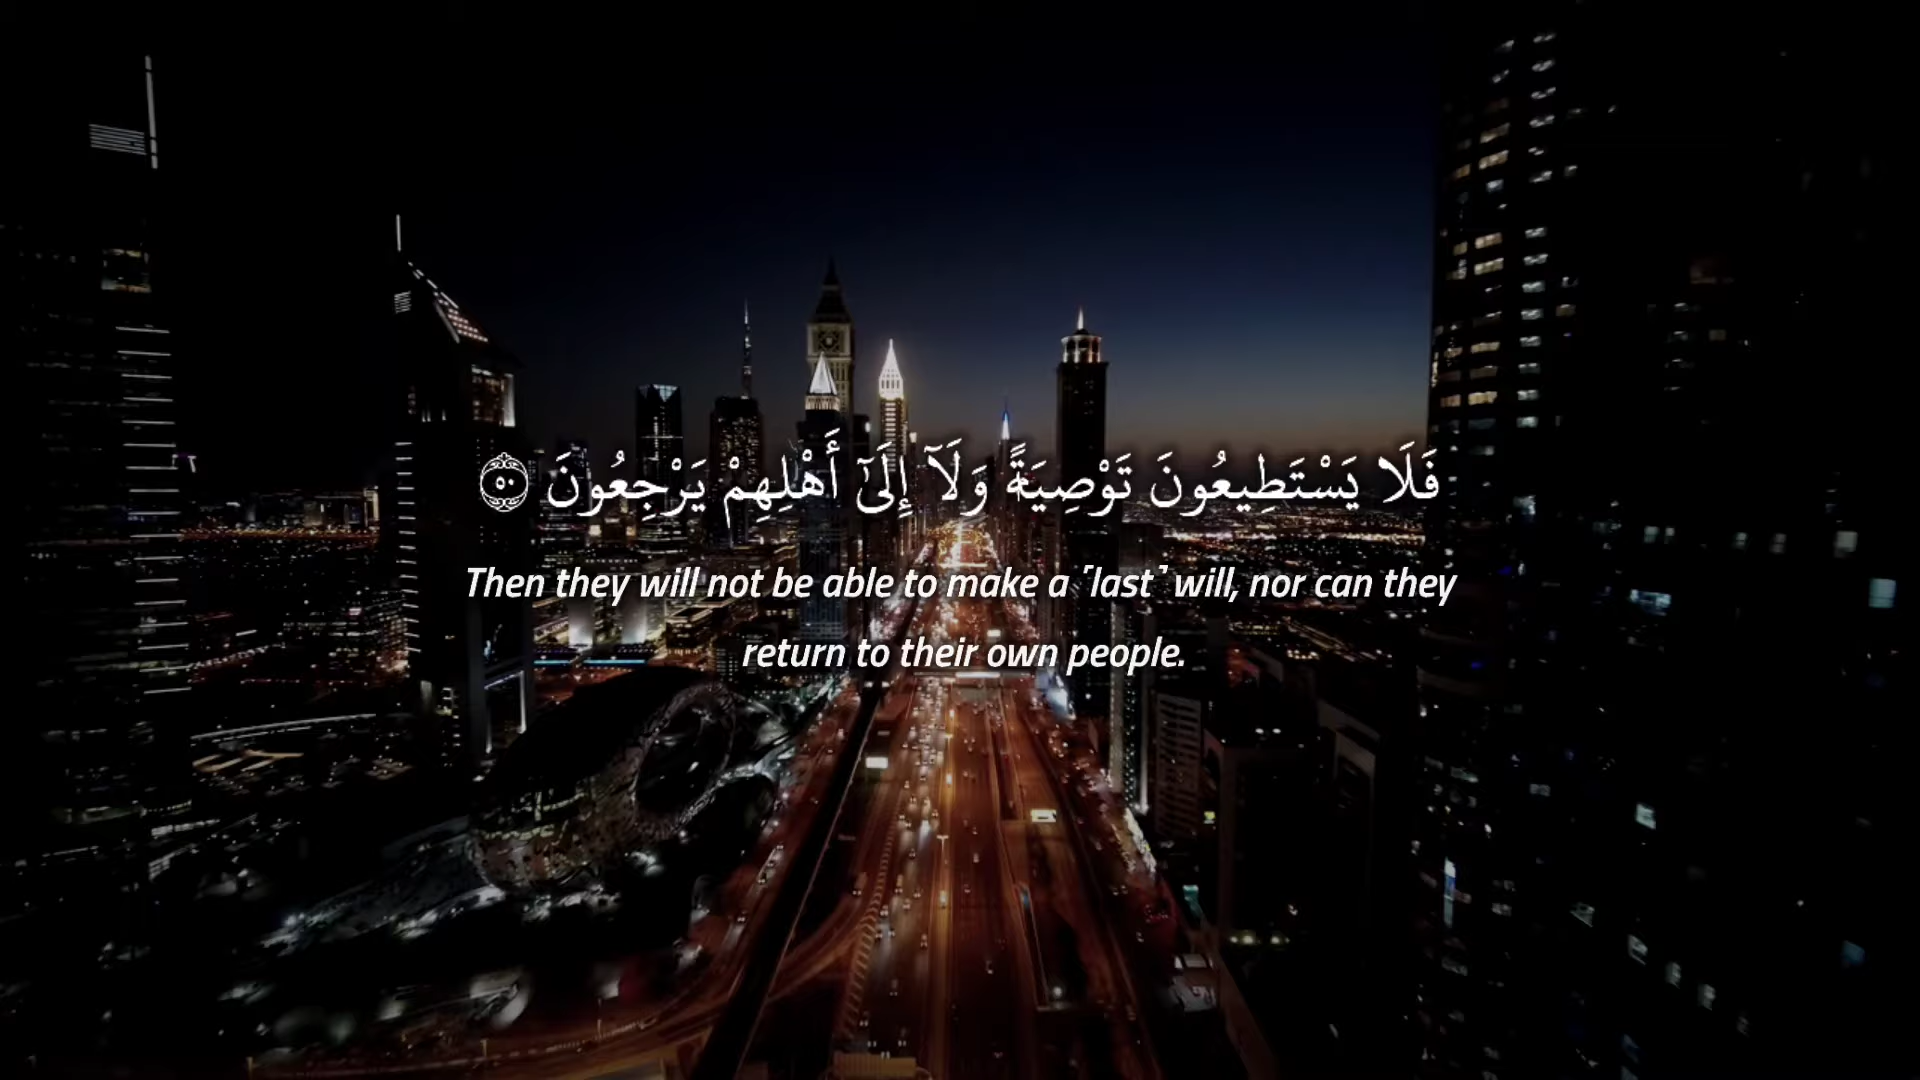 فَلَا يَسْتَطِيعُونَ تَوْصِيَةً وَلَآ إِلَىٰٓ أَهْلِهِمْ يَرْجِعُونَ ٥٠
Then they will not be able to make a ˹last˺ will, nor can they
return to their own people.